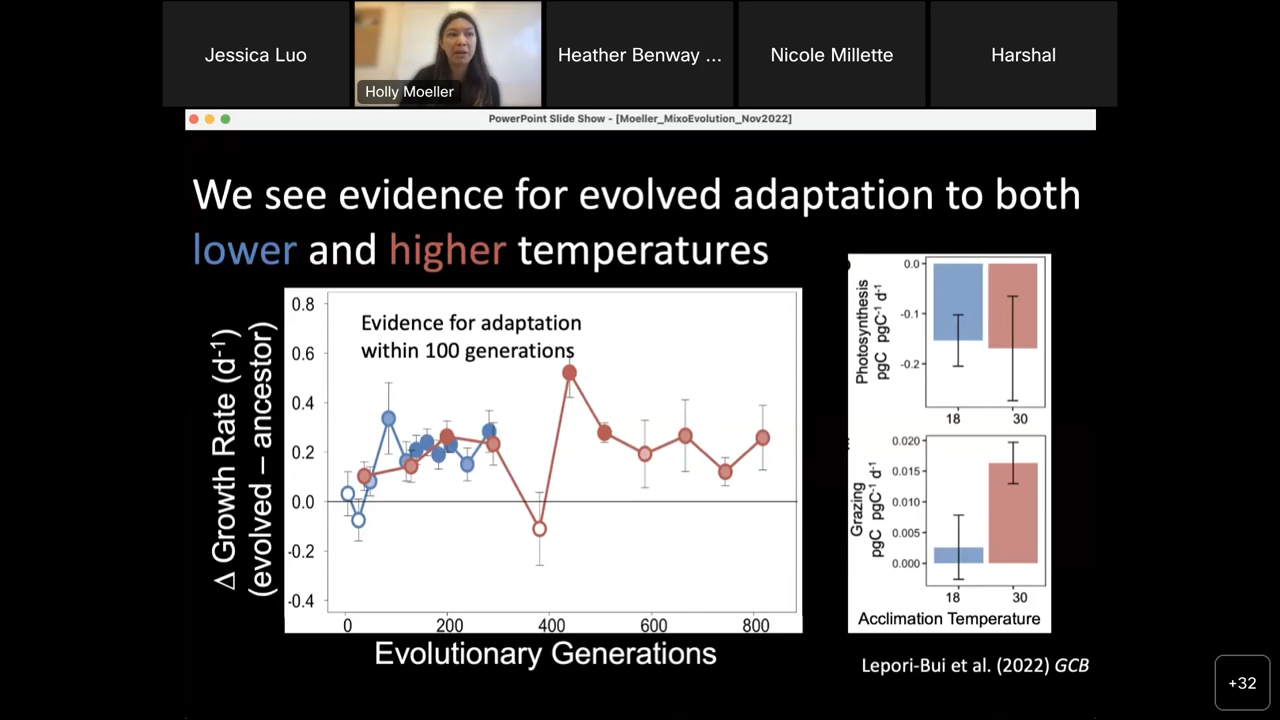 Jessica Luo
Holly Moeller
Heather Benway ...
Nicole Millette
Harshal
PowerPoint Slide Show - [Moeller_MixoEvolution_Nov2022]
We see evidence for evolved adaptation to both
lower and higher temperatures
Δ Growth Rate (d-1)
(evolved – ancestor)
Evidence for adaptation
within 100 generations
0.8
0.6
0.4
0.2
0.0
-0.2
-0.4
0 200 400 600 800
Evolutionary Generations
Photosynthesis
pgC pgC-1 d-1
0.0
-0.1
-0.2
18 30
Grazing
pgC pgC-1 d-1
0.020
0.015
0.010
0.005
0.000
18 30
Acclimation Temperature
Lepori-Bui et al. (2022) GCB
+32